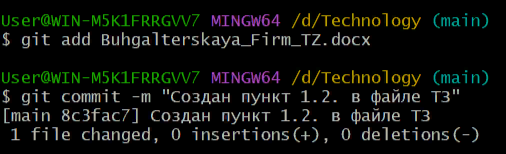 User@WIN-M5K1FRRGVV7 MINGW64 /d/Technology (main)
$ git add Buhgalterskaya_Firm_TZ.docx
User@WIN-M5K1FRRGVV7 MINGW64 /d/Technology (main)
$ git commit -m "Создан пункт 1.2. в файле ТЗ"
[main 8c3fac7] Создан пункт 1.2. в файле ТЗ
1 file changed, 0 insertions(+), 0 deletions(-)